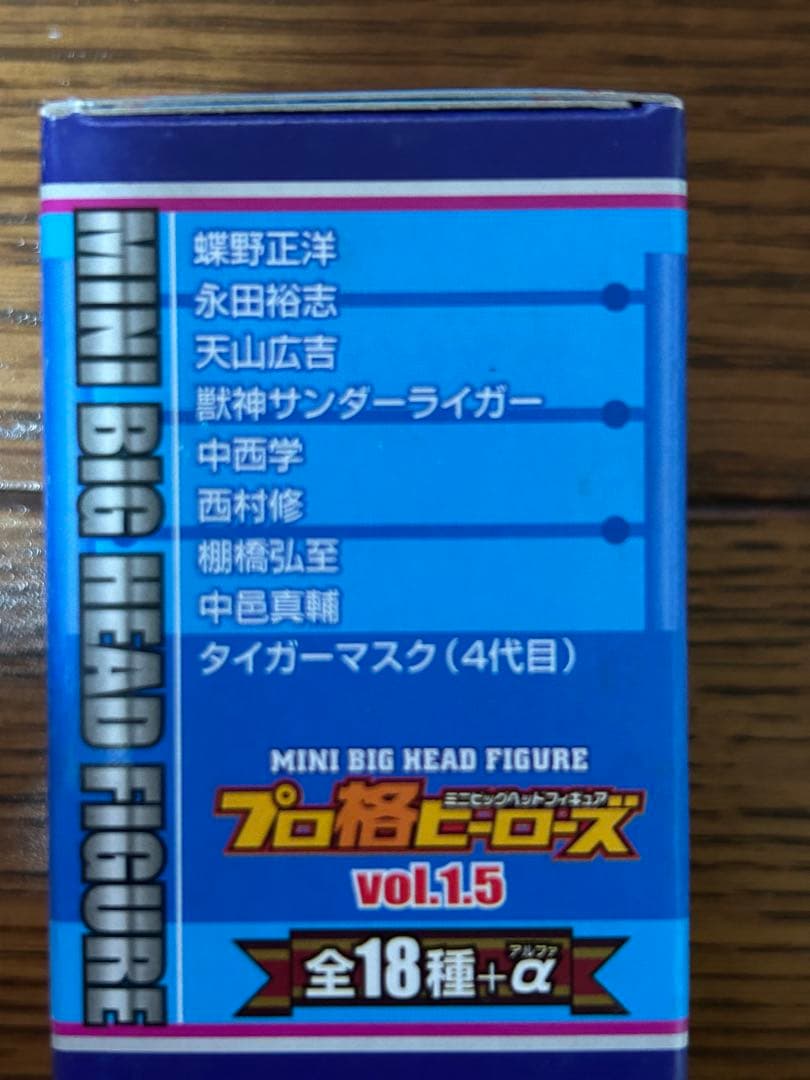 MINI BIG HEAD FIGURE
蝶野正洋
永田裕志
天山広吉
獣神サンダーライガー
中西学
西村修
棚橋弘至
中邑真輔
タイガーマスク(4代目)
MINI BIG HEAD FIGURE
ミニビッグヘッドフィギュア
プロ格ヒーローズ
vol.1.5
アルファ
全18種+α